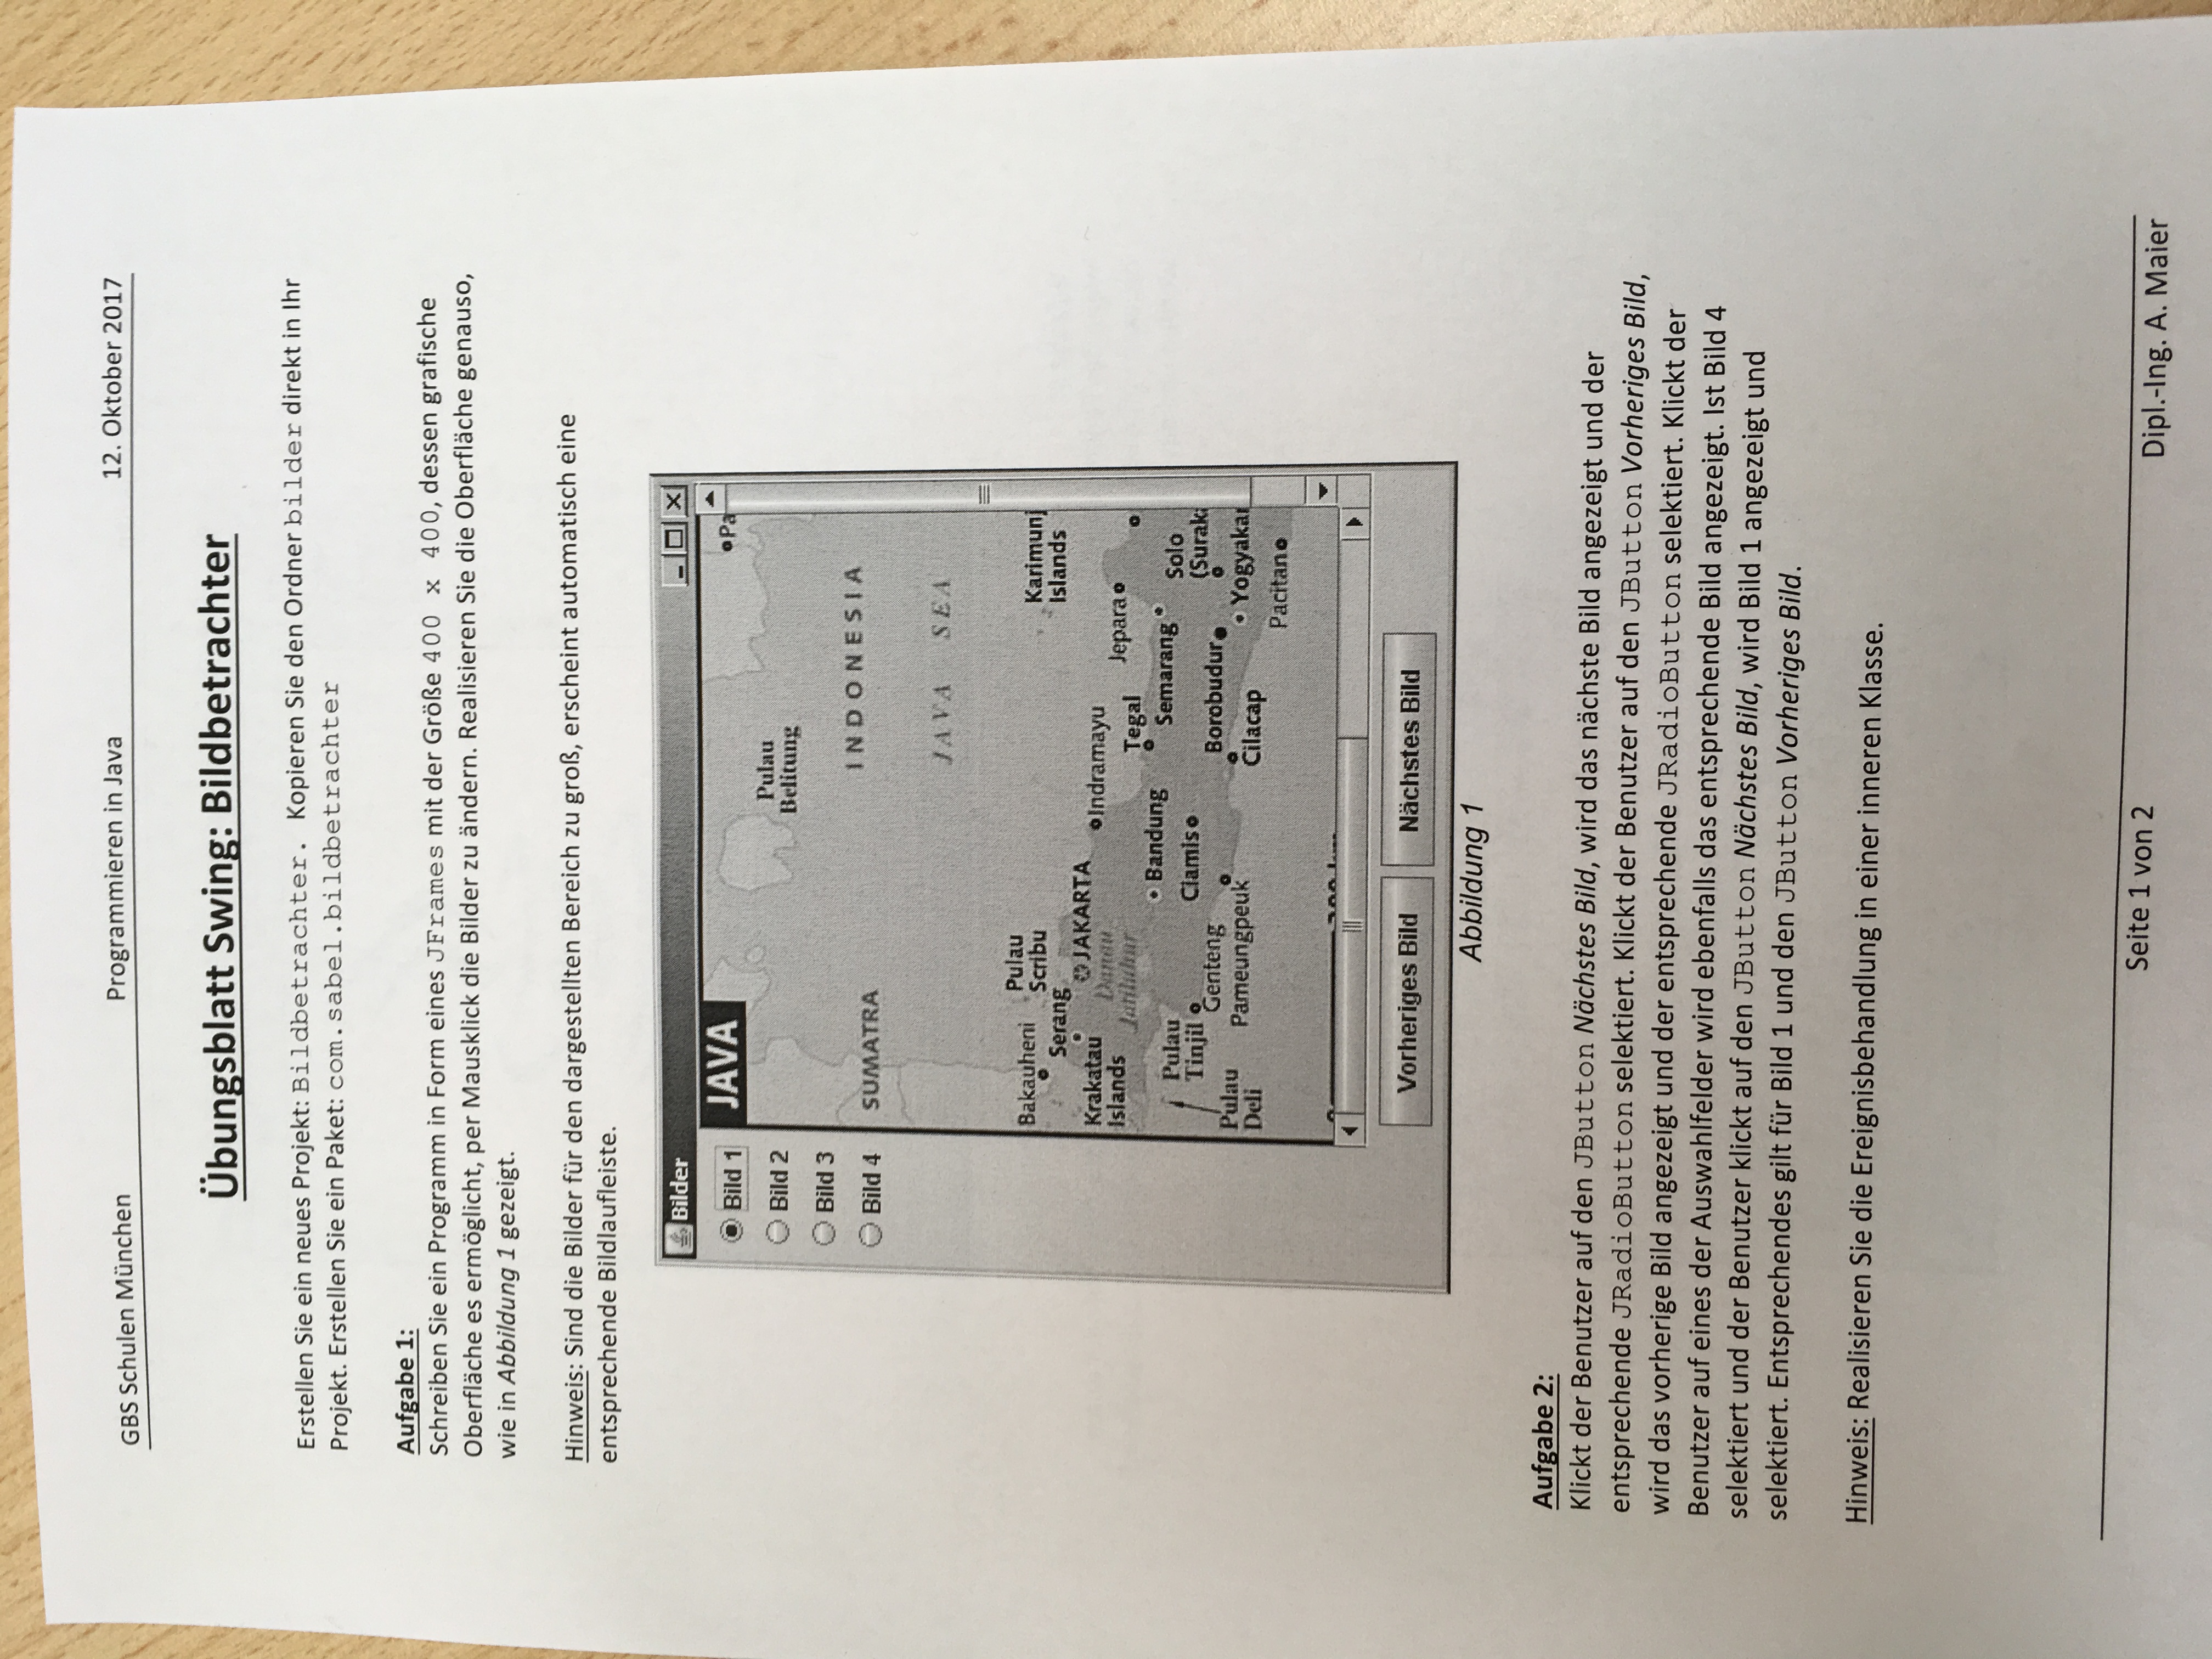 GBS Schulen München Programmieren in Java 12. Oktober 2017
Übungsblatt Swing: Bildbetrachter
Erstellen Sie ein neues Projekt: Bildbetrachter. Kopieren Sie den Ordner bilder direkt in Ihr
Projekt. Erstellen Sie ein Paket: com.sabel.bildbetrachter
Aufgabe 1:
Schreiben Sie ein Programm in Form eines JFrames mit der Größe 400 x 400, dessen grafische
Oberfläche es ermöglicht, per Mausklick die Bilder zu ändern. Realisieren Sie die Oberfläche genauso,
wie in Abbildung 1 gezeigt.
Hinweis: Sind die Bilder für den dargestellten Bereich zu groß, erscheint automatisch eine
entsprechende Bildlaufleiste.
Bilder
Bild 1
Bild 2
Bild 3
Bild 4
JAVA
Pa
Pulau
Belitung
INDONESIA
SUMATRA
JAVA SEA
Bakauheni
Pulau
Scribu
Karimunj
Islands
Serang
JAKARTA
Krakatau
Islands
Danau
Jatiluhur
Indramayu
Jepara
Tegal
Bandung
Semarang
Solo
(Surak
Pulau
Tinjil
Ciamis
Genteng
Borobudur
Pulau
Deli
Pameungpeuk
Cilacap
Yogyakar
Pacitan
Vorheriges Bild Nächstes Bild
Abbildung 1
Aufgabe 2:
Klickt der Benutzer auf den JButton Nächstes Bild, wird das nächste Bild angezeigt und der
entsprechende JRadioButton selektiert. Klickt der Benutzer auf den JButton Vorheriges Bild,
wird das vorherige Bild angezeigt und der entsprechende JRadioButton selektiert. Klickt der
Benutzer auf eines der Auswahlfelder wird ebenfalls das entsprechende Bild angezeigt. Ist Bild 4
selektiert und der Benutzer klickt auf den JButton Nächstes Bild, wird Bild 1 angezeigt und
selektiert. Entsprechendes gilt für Bild 1 und den JButton Vorheriges Bild.
Hinweis: Realisieren Sie die Ereignisbehandlung in einer inneren Klasse.
Seite 1 von 2 Dipl.-Ing. A. Maier